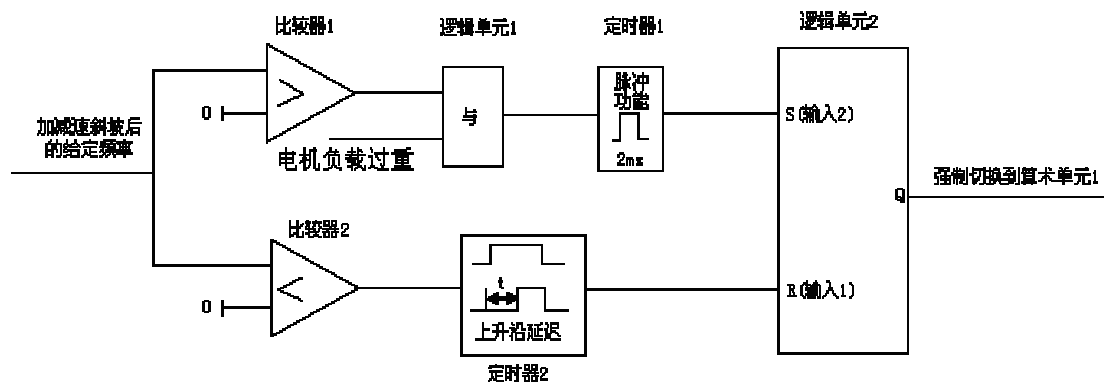 比较器1
逻辑单元1
定时器1
逻辑单元2
脉冲
功能
2ms
0
与
S(输入2)
电机负载过重
加减速斜坡后
的给定频率
强制切换到算术单元1
Q
比较器2
t
0
R(输入1)
上升沿延迟
定时器2